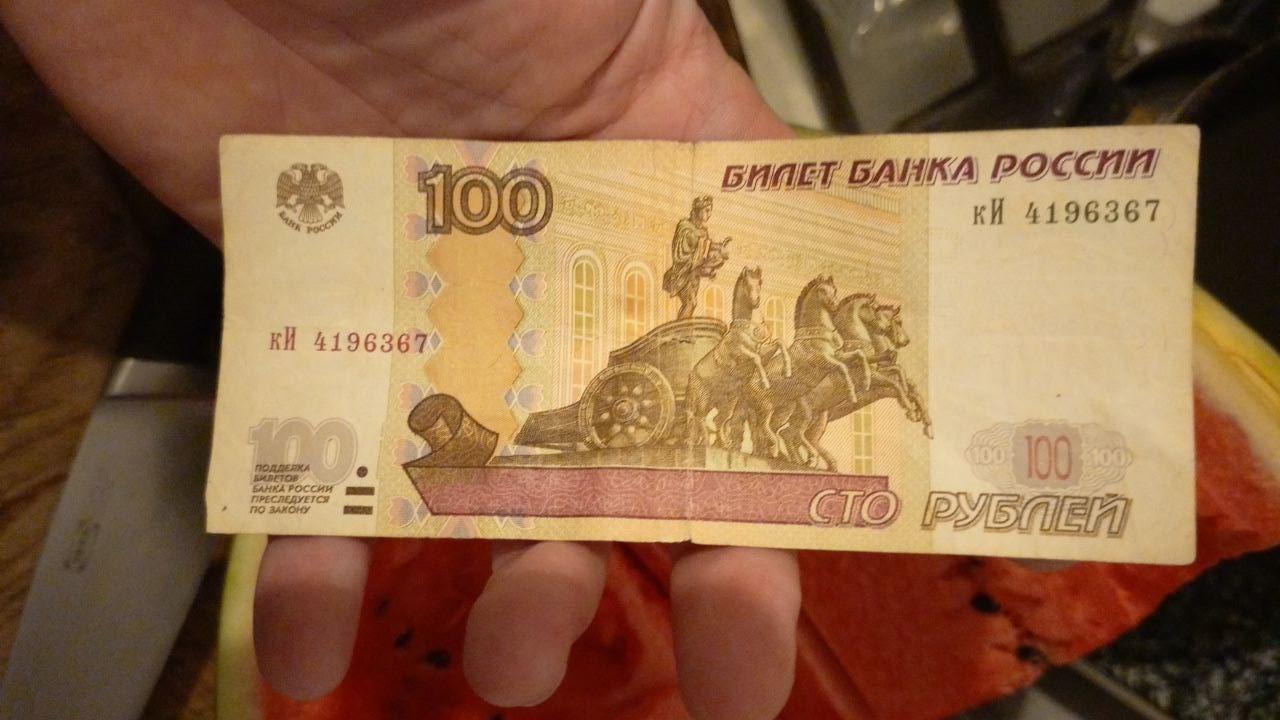 БАНК РОССИИ
100
БИЛЕТ БАНКА РОССИИ
кИ 4196367
кИ 4196367
100
ПОДДЕЛКА
БИЛЕТОВ
БАНКА РОССИИ
ПРЕСЛЕДУЕТСЯ
ПО ЗАКОНУ
100 100 100
СТО РУБЛЕЙ